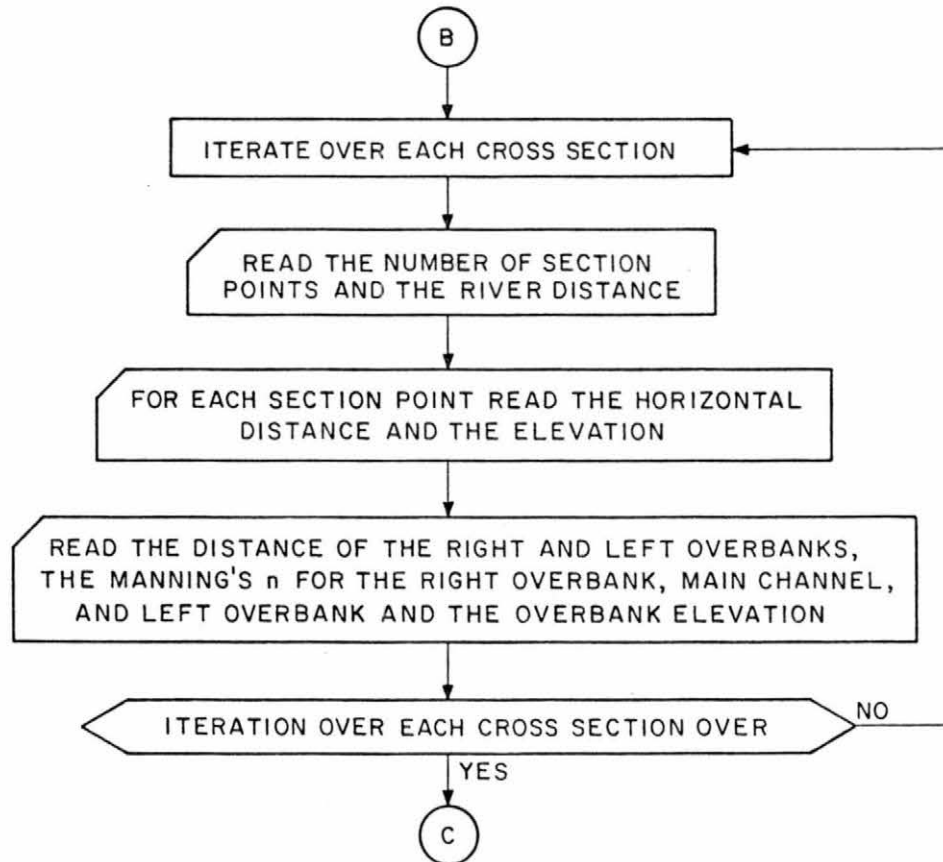 B
ITERATE OVER EACH CROSS SECTION
READ THE NUMBER OF SECTION
POINTS AND THE RIVER DISTANCE
FOR EACH SECTION POINT READ THE HORIZONTAL
DISTANCE AND THE ELEVATION
READ THE DISTANCE OF THE RIGHT AND LEFT OVERBANKS,
THE MANNING'S n FOR THE RIGHT OVERBANK, MAIN CHANNEL,
AND LEFT OVERBANK AND THE OVERBANK ELEVATION
ITERATION OVER EACH CROSS SECTION OVER
NO
YES
C